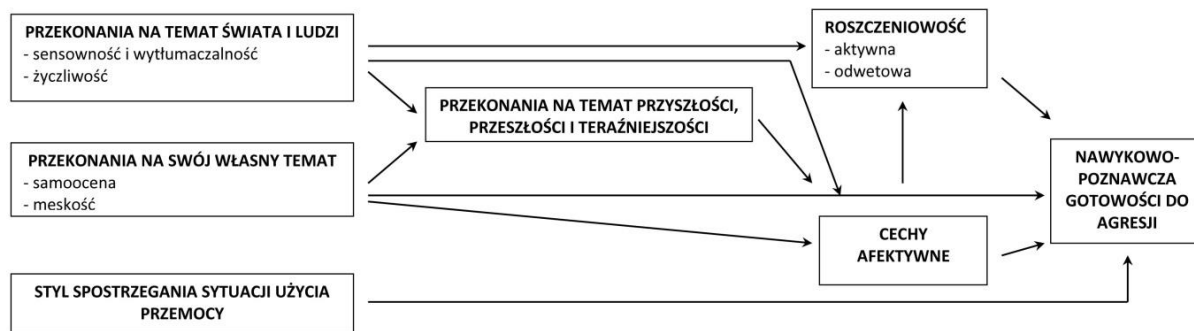 PRZEKONANIA NA TEMAT ŚWIATA I LUDZI
- sensowność i wytłumaczalność
- życzliwość
ROSZCZENIOWOŚĆ
- aktywna
- odwetowa
PRZEKONANIA NA TEMAT PRZYSZŁOŚCI,
PRZESZŁOŚCI I TERAŹNIEJSZOŚCI
PRZEKONANIA NA SWÓJ WŁASNY TEMAT
- samoocena
- meskość
NAWYKOWO-
POZNAWCZA
GOTOWOŚCI DO
AGRESJI
CECHY
AFEKTYWNE
STYL SPOSTRZEGANIA SYTUACJI UŻYCIA
PRZEMOCY